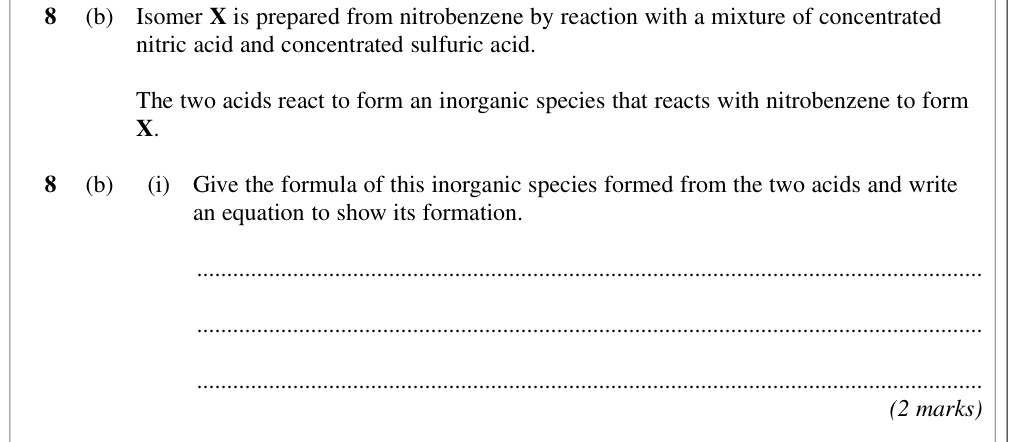 8 (b) Isomer X is prepared from nitrobenzene by reaction with a mixture of concentrated
nitric acid and concentrated sulfuric acid.
The two acids react to form an inorganic species that reacts with nitrobenzene to form
X.
8 (b) (i) Give the formula of this inorganic species formed from the two acids and write
an equation to show its formation.
(2 marks)